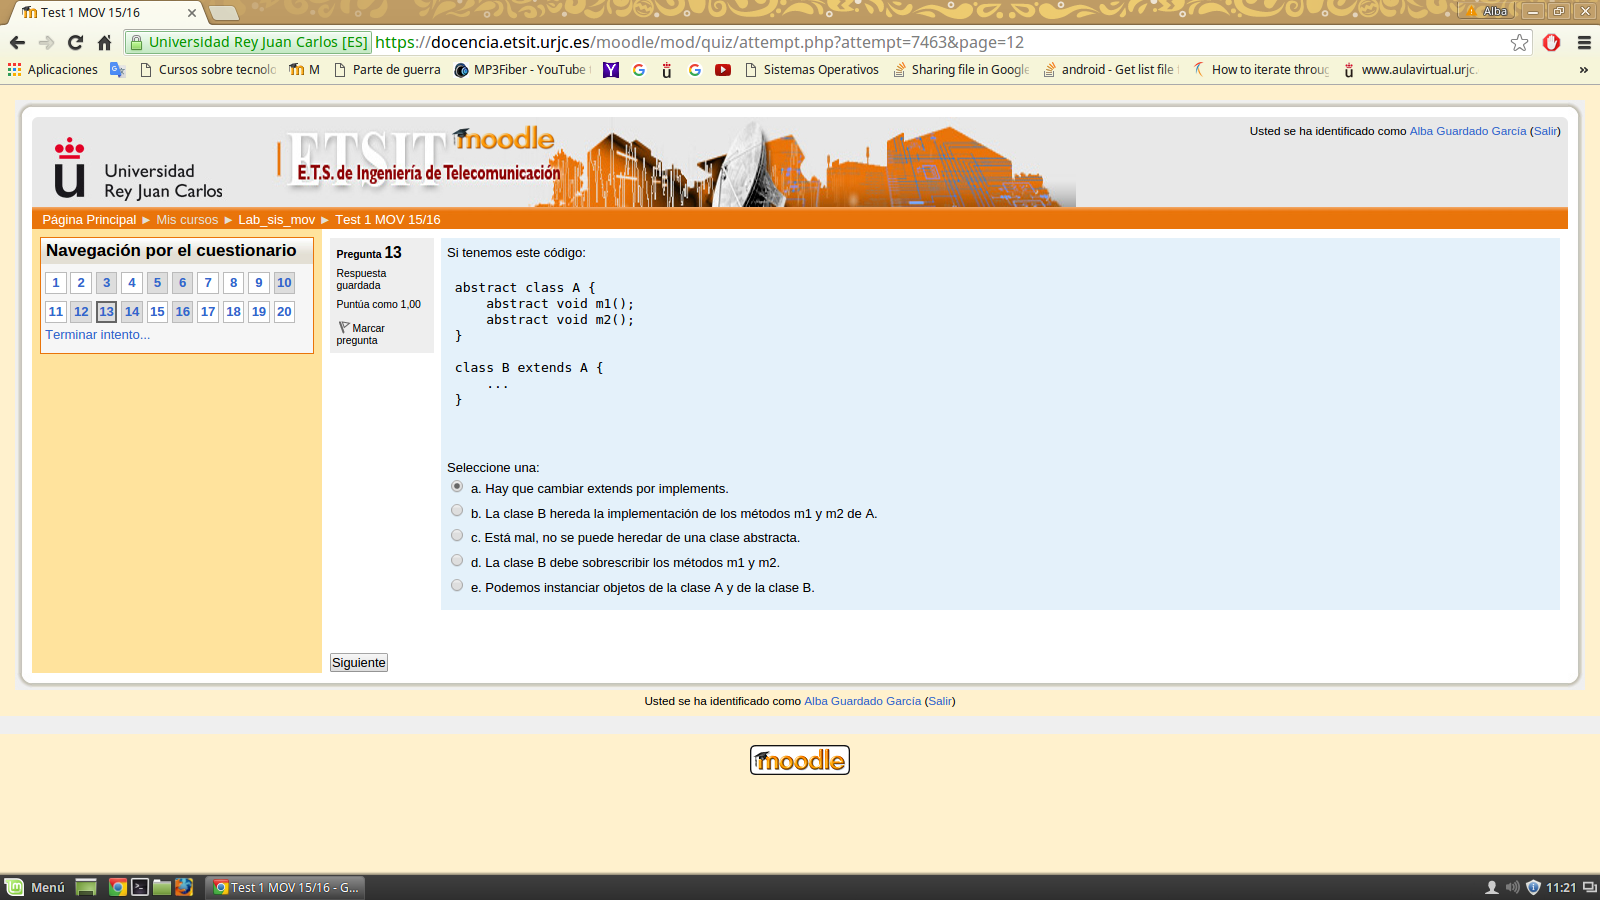 Test 1 MOV 15/16
Alba
Universidad Rey Juan Carlos [ES] https://docencia.etsit.urjc.es/moodle/mod/quiz/attempt.php?attempt=7463&page=12
Aplicaciones Cursos sobre tecnolo M Parte de guerra MP3Fiber - YouTube Sistemas Operativos Sharing file in Google android - Get list file How to iterate throug www.aulavirtual.urjc. »
Universidad
Rey Juan Carlos
ETSIT moodle
E.T.S. de Ingeniería de Telecomunicación
Usted se ha identificado como Alba Guardado García (Salir)
Página Principal ► Mis cursos ► Lab_sis_mov ► Test 1 MOV 15/16
Navegación por el cuestionario
1 2 3 4 5 6 7 8 9 10
11 12 13 14 15 16 17 18 19 20
Terminar intento...
Pregunta 13
Respuesta
guardada
Puntúa como 1,00
Marcar
pregunta
Si tenemos este código:
abstract class A {
    abstract void m1();
    abstract void m2();
}
class B extends A {
    ...
}
Seleccione una:
a. Hay que cambiar extends por implements.
b. La clase B hereda la implementación de los métodos m1 y m2 de A.
c. Está mal, no se puede heredar de una clase abstracta.
d. La clase B debe sobrescribir los métodos m1 y m2.
e. Podemos instanciar objetos de la clase A y de la clase B.
Siguiente
Usted se ha identificado como Alba Guardado García (Salir)
moodle
Menú Test 1 MOV 15/16 - G... 11:21